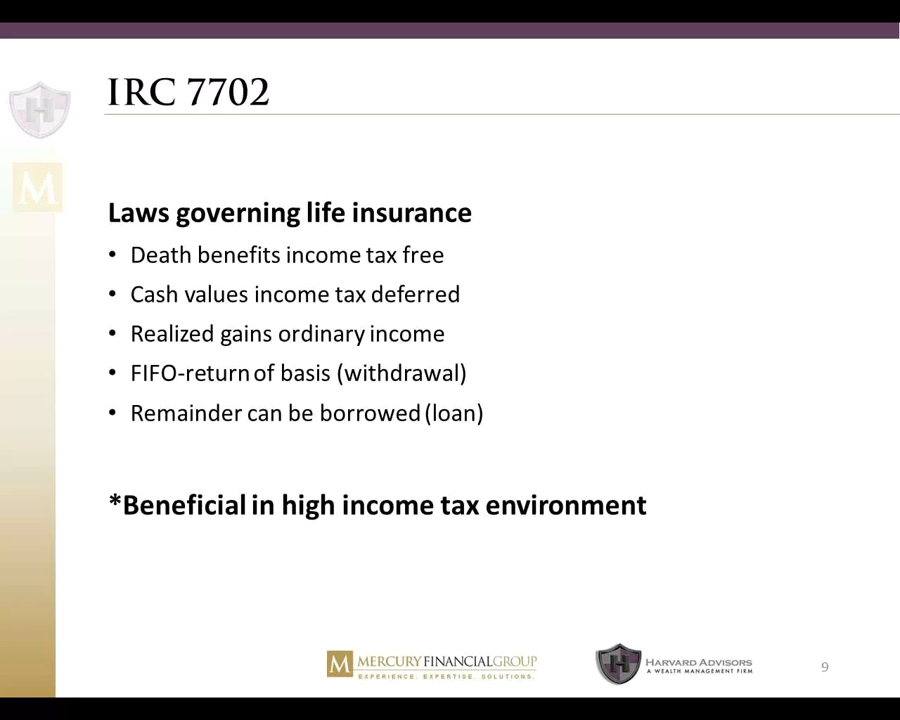 IRC 7702
H
M
Laws governing life insurance
• Death benefits income tax free
• Cash values income tax deferred
• Realized gains ordinary income
• FIFO-return of basis (withdrawal)
• Remainder can be borrowed (loan)
*Beneficial in high income tax environment
M MERCURY FINANCIAL GROUP
EXPERIENCE. EXPERTISE. SOLUTIONS.
H HARVARD ADVISORS
A WEALTH MANAGEMENT FIRM
9